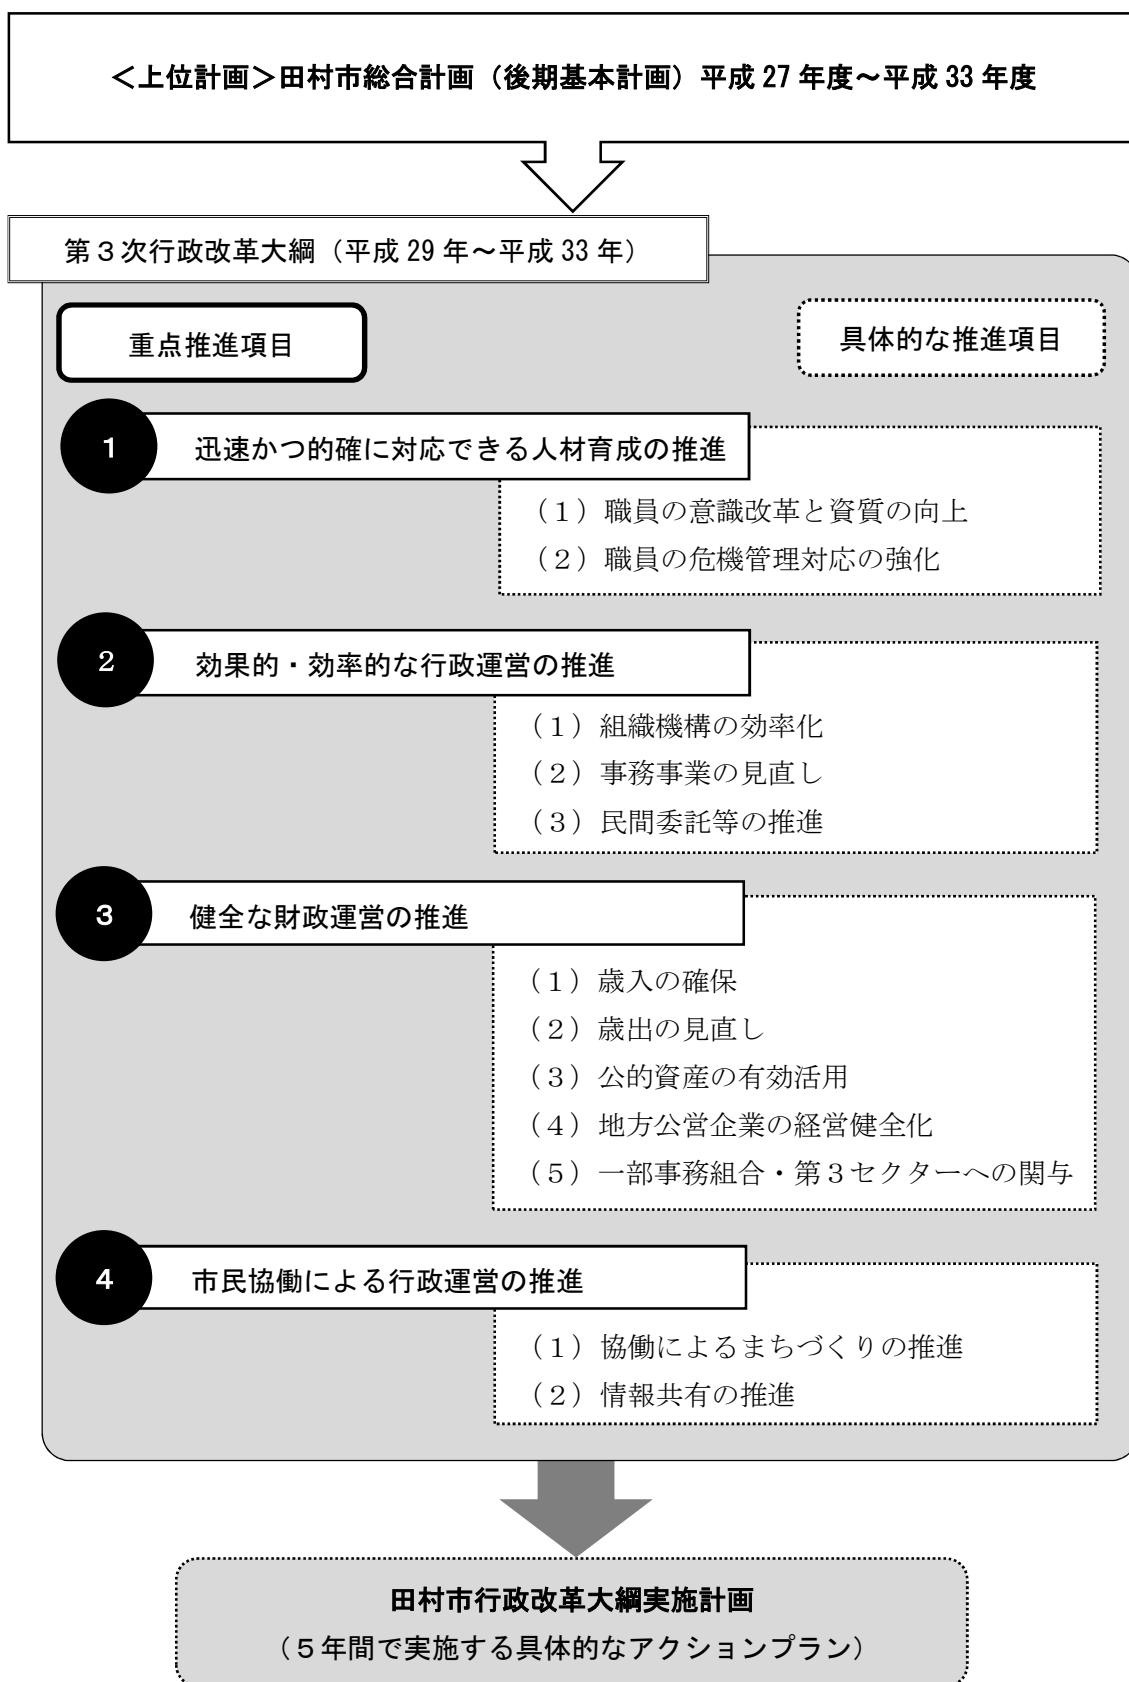 ＜上位計画＞田村市総合計画（後期基本計画）平成 27 年度～平成 33 年度
第３次行政改革大綱（平成 29 年～平成 33 年）
重点推進項目
具体的な推進項目
1
迅速かつ的確に対応できる人材育成の推進
（１）職員の意識改革と資質の向上
（２）職員の危機管理対応の強化
2
効果的・効率的な行政運営の推進
（１）組織機構の効率化
（２）事務事業の見直し
（３）民間委託等の推進
3
健全な財政運営の推進
（１）歳入の確保
（２）歳出の見直し
（３）公的資産の有効活用
（４）地方公営企業の経営健全化
（５）一部事務組合・第３セクターへの関与
4
市民協働による行政運営の推進
（１）協働によるまちづくりの推進
（２）情報共有の推進
田村市行政改革大綱実施計画
（５年間で実施する具体的なアクションプラン）